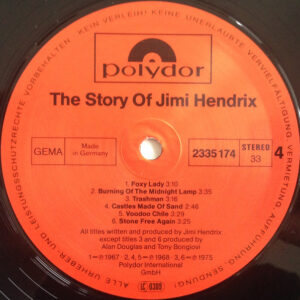 KEIN VERLEIH! KEINE UNERLAUBTE VERVIELFÄLTIGUNG, VERMIETUNG, AUFFÜHRUNG, SENDUNG!
ALLE URHEBER- UND LEISTUNGSSCHUTZRECHTE VORBEHALTEN
polydor
The Story Of Jimi Hendrix
GEMA
Made
in Germany
2335174
STEREO
33
4
1. Foxy Lady 3:10
2. Burning Of The Midnight Lamp 3:35
3. Trashman 3:16
4. Castles Made Of Sand 2:46
5. Voodoo Chile 2:29
6. Stone Free Again 3:35
All titles written and produced by Jimi Hendrix
except titles 3 and 6 produced by
Alan Douglas and Tony Bongiovi
1—℗1967 · 2,4,5—℗1968 · 3,6—℗1975
Polydor International
GmbH